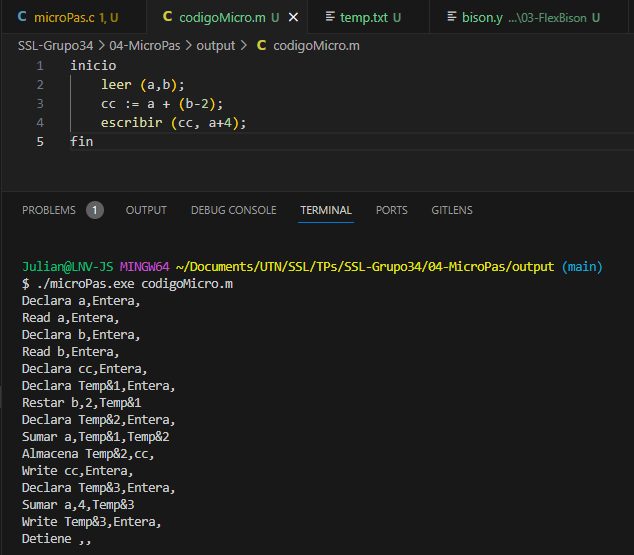 microPas.c 1, U codigoMicro.m U temp.txt U bison.y ...\03-FlexBison U
SSL-Grupo34 > 04-MicroPas > output > C codigoMicro.m
1 inicio
2 leer (a,b);
3 cc := a + (b-2);
4 escribir (cc, a+4);
5 fin
PROBLEMS 1 OUTPUT DEBUG CONSOLE TERMINAL PORTS GITLENS
Julian@LNV-JS MINGW64 ~/Documents/UTN/SSL/TPs/SSL-Grupo34/04-MicroPas/output (main)
$ ./microPas.exe codigoMicro.m
Declara a,Entera,
Read a,Entera,
Declara b,Entera,
Read b,Entera,
Declara cc,Entera,
Declara Temp&1,Entera,
Restar b,2,Temp&1
Declara Temp&2,Entera,
Sumar a,Temp&1,Temp&2
Almacena Temp&2,cc,
Write cc,Entera,
Declara Temp&3,Entera,
Sumar a,4,Temp&3
Write Temp&3,Entera,
Detiene ,,